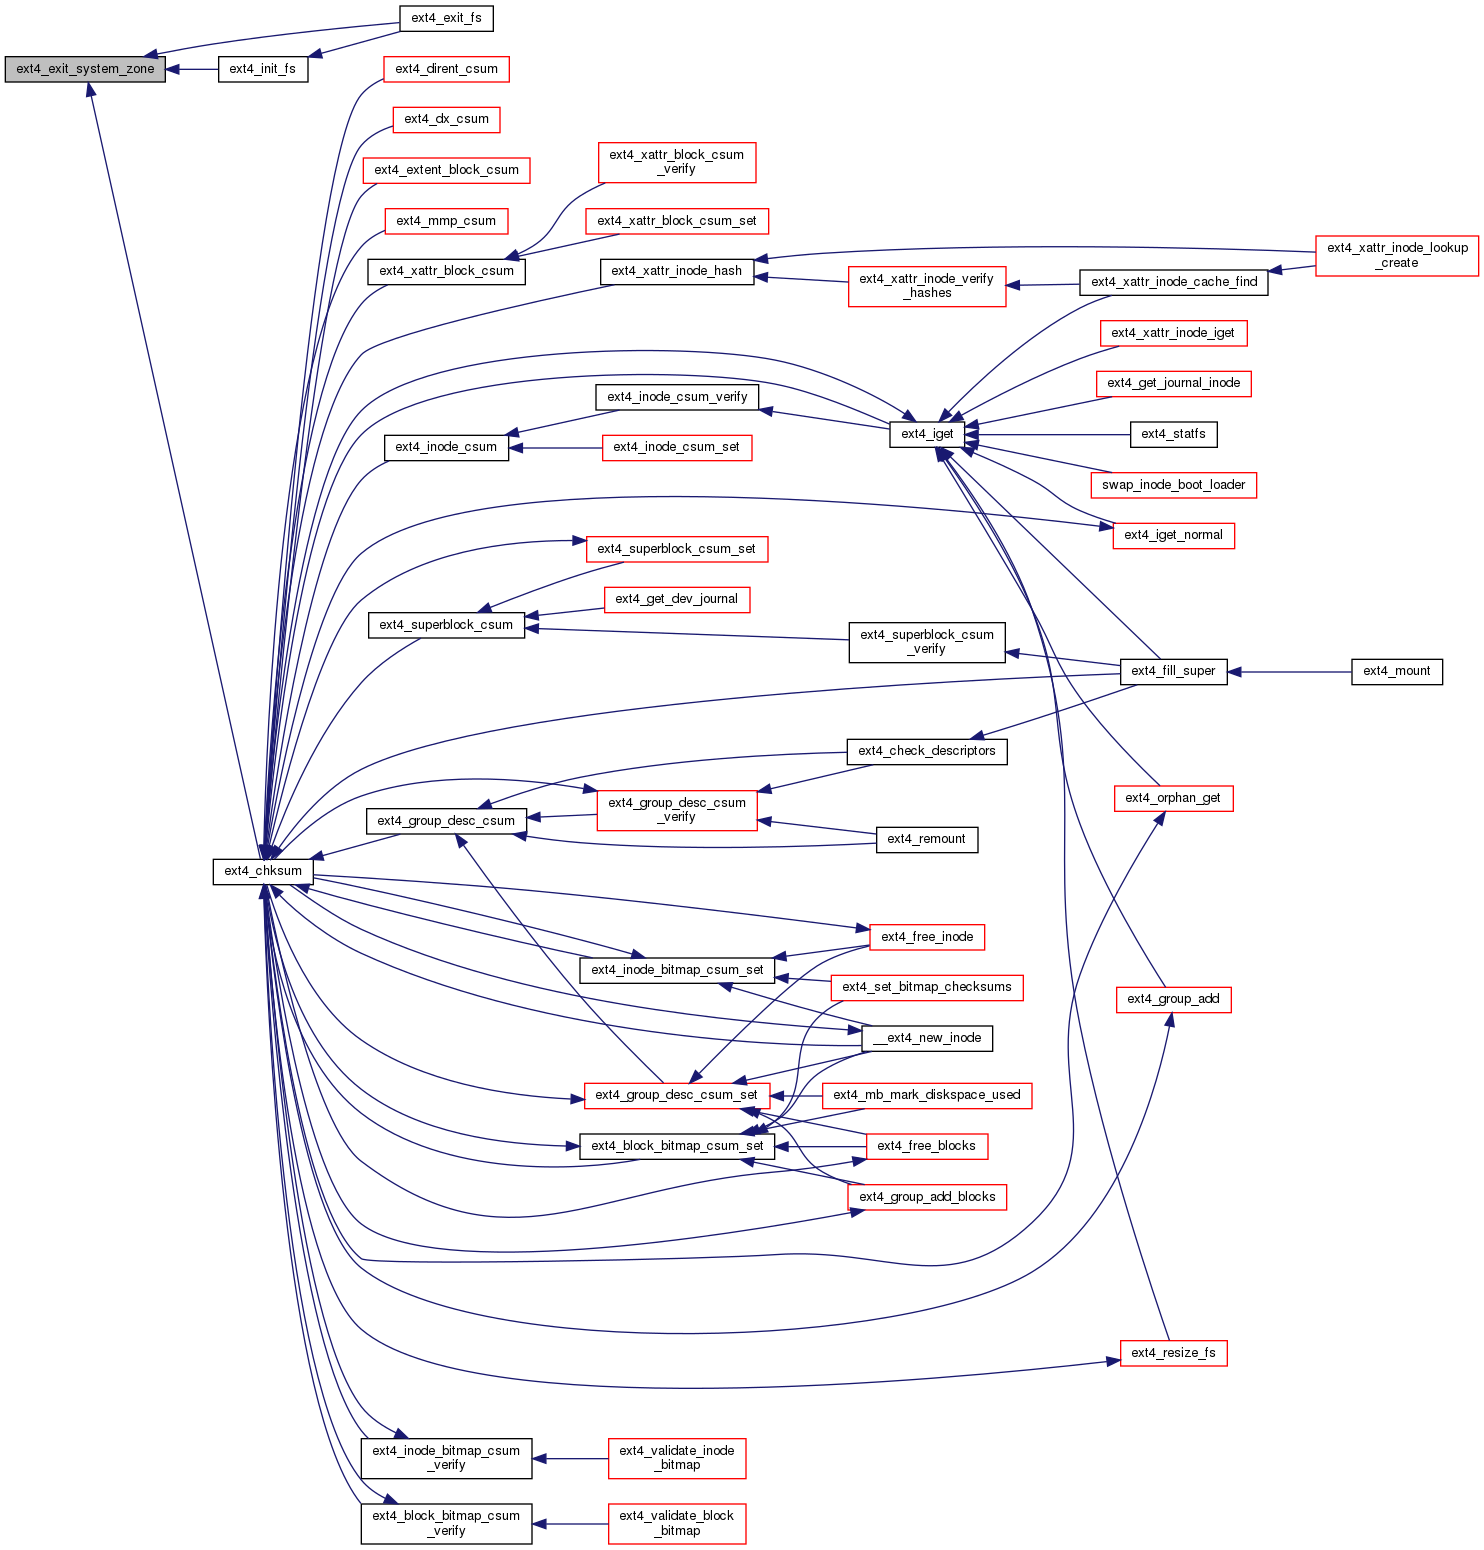 ext4_exit_fs
ext4_exit_system_zone
ext4_init_fs
ext4_dirent_csum
ext4_dx_csum
ext4_extent_block_csum
ext4_xattr_block_csum
_verify
ext4_mmp_csum
ext4_xattr_block_csum_set
ext4_xattr_block_csum
ext4_xattr_inode_hash
ext4_xattr_inode_lookup
_create
ext4_xattr_inode_verify
_hashes
ext4_xattr_inode_cache_find
ext4_xattr_inode_iget
ext4_get_journal_inode
ext4_inode_csum_verify
ext4_iget
ext4_statfs
ext4_inode_csum
ext4_inode_csum_set
swap_inode_boot_loader
ext4_iget_normal
ext4_superblock_csum_set
ext4_get_dev_journal
ext4_superblock_csum
ext4_superblock_csum
_verify
ext4_fill_super
ext4_mount
ext4_check_descriptors
ext4_group_desc_csum
_verify
ext4_orphan_get
ext4_group_desc_csum
ext4_remount
ext4_chksum
ext4_free_inode
ext4_inode_bitmap_csum_set
ext4_set_bitmap_checksums
ext4_group_add
__ext4_new_inode
ext4_group_desc_csum_set
ext4_mb_mark_diskspace_used
ext4_block_bitmap_csum_set
ext4_free_blocks
ext4_group_add_blocks
ext4_resize_fs
ext4_inode_bitmap_csum
_verify
ext4_validate_inode
_bitmap
ext4_block_bitmap_csum
_verify
ext4_validate_block
_bitmap